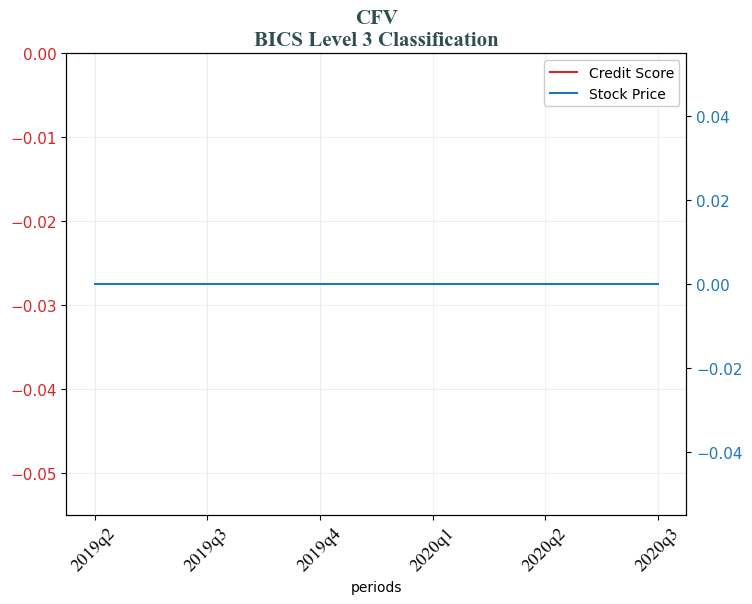 CFV
BICS Level 3 Classification
Credit Score
Stock Price
0.00
−0.01
−0.02
−0.03
−0.04
−0.05
0.04
0.02
0.00
−0.02
−0.04
2019q2
2019q3
2019q4
2020q1
2020q2
2020q3
periods